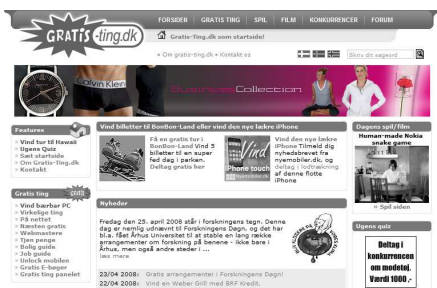 GRATIS-ting.dk
FORSIDEN | GRATIS TING | SPIL | FILM | KONKURRENCER | FORUM
Gratis-Ting.dk som startside!
» Om gratis-ting.dk » Kontakt os
Skriv dit søgeord
Calvin Klein
Business Collection
Features
» Vind tur til Hawaii
» Ugens Quiz
» Sæt startside
» Om Gratis-Ting.dk
» Kontakt
Gratis ting
gratis
» Vind bærbar PC
» Virkelige ting
» På nettet
» Næsten gratis
» Webmastere
» Tjen penge
» Bolig guide
» Job guide
» Unlock mobilen
» Gratis E-bøger
» Gratis ting panelet
Vind billetter til BonBon-Land eller vind den nye lækre iPhone
Få en gratis tur i
BonBon-Land Vind 5
billetter til en super
fed dag i parken.
Deltag gratis her
Vind
iPhone touch
Vind den nye lækre
iPhone Tilmeld dig
nyhedsbrevet fra
nyemobiler.dk, og
deltag i lodtrækning
af denne flotte
iPhone
Nyheder
Fredag den 25. april 2008 står i forskningens tegn. Denne
dag er nemlig udnævnt til Forskningens Døgn, og det har
bl.a. fået Århus Universitet til at stable en lang række
arrangementer om forskning på benene - ikke bare i
Århus, men også andre steder i ...
læs mere
23/04 2008: Gratis arrangementer i Forskningens Døgn!
22/04 2008: Vind en Weber Grill med BRF Kredit.
Dagens spil/film
Human-made Nokia
snake game
» Spil siden
Ugens quiz
Deltag i
konkurrencen
om modetøj.
Værdi 1000 ,-